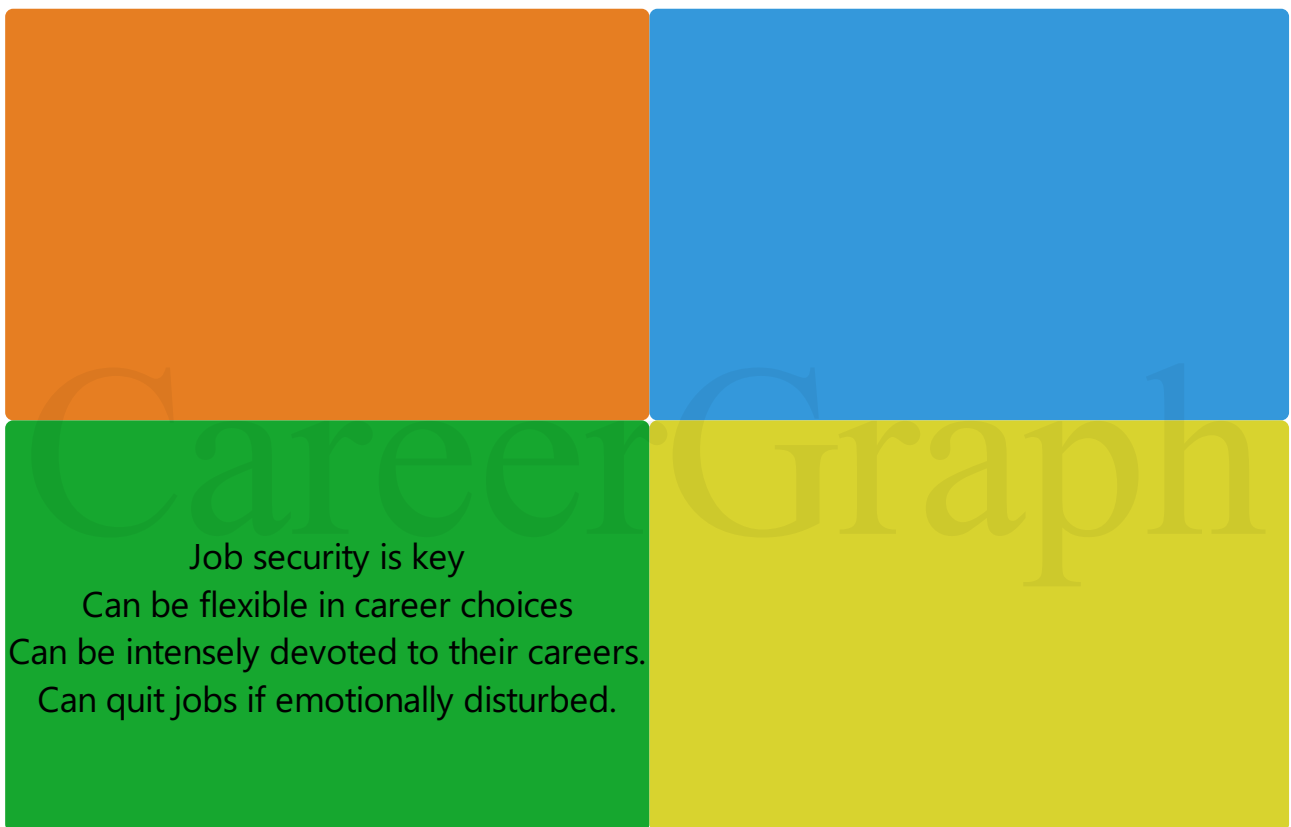 CareerGraph
Job security is key
Can be flexible in career choices
Can be intensely devoted to their careers.
Can quit jobs if emotionally disturbed.